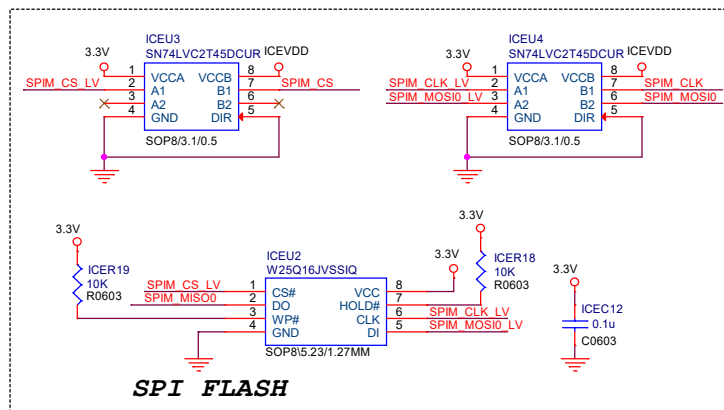 ICEU3
SN74LVC2T45DCUR
3.3V
ICEVDD
1 VCCA VCCB 8
SPIM_CS_LV 2 A1 B1 7 SPIM_CS
3 A2 B2 6
4 GND DIR 5
SOP8/3.1/0.5
ICEU4
SN74LVC2T45DCUR
3.3V
ICEVDD
1 VCCA VCCB 8
SPIM_CLK_LV 2 A1 B1 7 SPIM_CLK
SPIM_MOSI0_LV 3 A2 B2 6 SPIM_MOSI0
4 GND DIR 5
SOP8/3.1/0.5
3.3V
ICER19
10K
R0603
ICEU2
W25Q16JVSSIQ
SPIM_CS_LV 1 CS# VCC 8
SPIM_MISO0 2 DO HOLD# 7
3 WP# CLK 6 SPIM_CLK_LV
4 GND DI 5 SPIM_MOSI0_LV
SOP8\5.23/1.27MM
3.3V
3.3V
ICER18
10K
R0603
3.3V
ICEC12
0.1u
C0603
SPI FLASH